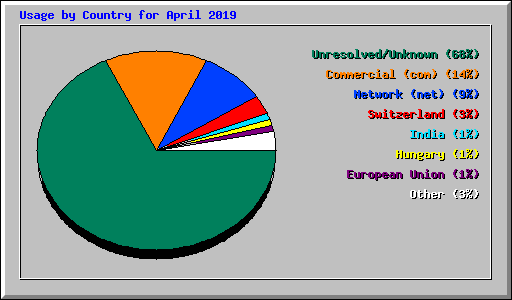 Usage by Country for April 2019
Unresolved/Unknown (68%)
Commercial (com) (14%)
Network (net) (9%)
Switzerland (3%)
India (1%)
Hungary (1%)
European Union (1%)
Other (3%)